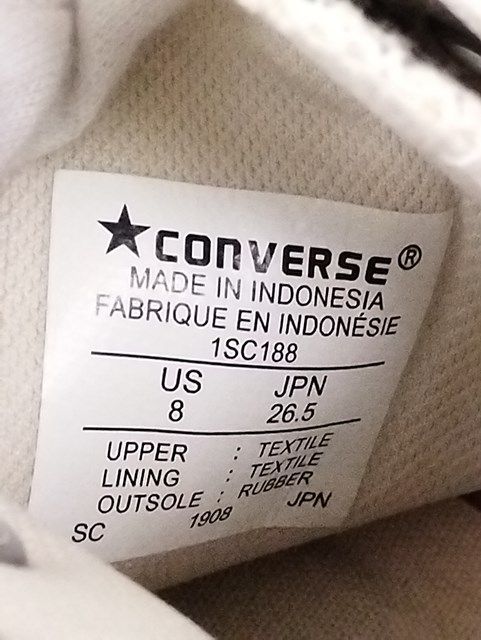 ★CONVERSE®
MADE IN INDONESIA
FABRIQUE EN INDONÉSIE
1SC188
US JPN
8 26.5
UPPER : TEXTILE
LINING : TEXTILE
OUTSOLE : RUBBER
SC 1908 JPN